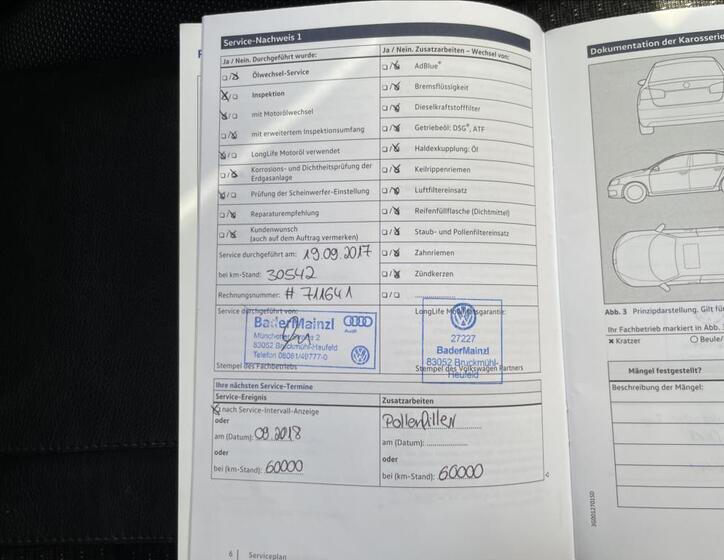 Service-Nachweis 1
Ja / Nein. Durchgeführt wurde:
Ölwechsel-Service
Inspektion
mit Motorölwechsel
mit erweitertem Inspektionsumfang
LongLife Motoröl verwendet
Korrosions- und Dichtheitsprüfung der
Erdgasanlage
Prüfung der Scheinwerfer-Einstellung
Reparaturempfehlung
Kundenwunsch
(auch auf dem Auftrag vermerken)
Service durchgeführt am: 19.09.2017
bei km-Stand: 30542
Rechnungsnummer: # 711641
Service durchgeführt von:
BaderMainzl
Audi
Münchener 2
83052 Bruckmühl-Heufeld
Telefon 08061/49777-0
Stempel des Fachbetriebs
Ja / Nein. Zusatzarbeiten – Wechsel von:
AdBlue®
Bremsflüssigkeit
Dieselkraftstofffilter
Getriebeöl: DSG®, ATF
Haldexkupplung: Öl
Keilrippenriemen
Luftfiltereinsatz
Reifenfüllflasche (Dichtmittel)
Staub- und Pollenfiltereinsatz
Zahnriemen
Zündkerzen
LongLife Mobilitätsgarantie:
27227
BaderMainzl
83052 Bruckmühl-
Heufeld
Stempel des Volkswagen Partners
Ihre nächsten Service-Termine
Service-Ereignis
nach Service-Intervall-Anzeige
oder
am (Datum): 09.2018
oder
bei (km-Stand): 60000
Zusatzarbeiten
Pollenfilter
am (Datum):
oder
bei (km-Stand): 60000
6 | Serviceplan
Dokumentation der Karosserie
Abb. 3 Prinzipdarstellung. Gilt für
Ihr Fachbetrieb markiert in Abb.
Kratzer
Beule/
Mängel festgestellt?
Beschreibung der Mängel: